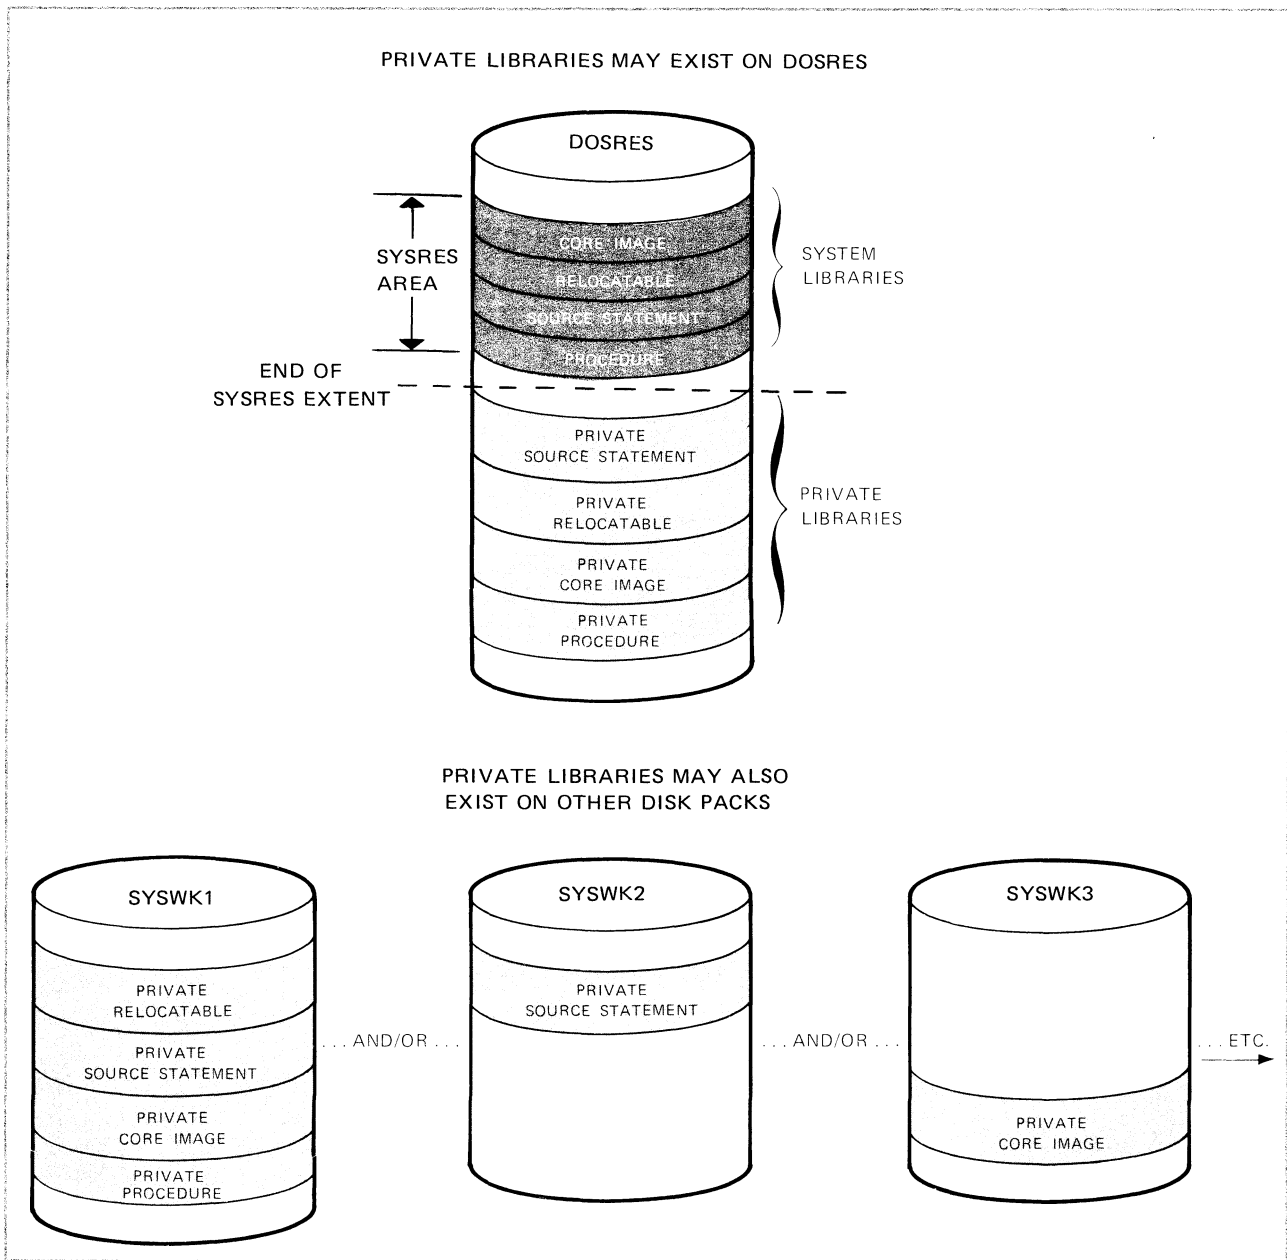 PRIVATE LIBRARIES MAY EXIST ON DOSRES
DOSRES
SYSRES
AREA
CORE IMAGE
RELOCATABLE
SOURCE STATEMENT
PROCEDURE
SYSTEM
LIBRARIES
END OF
SYSRES EXTENT
PRIVATE
SOURCE STATEMENT
PRIVATE
RELOCATABLE
PRIVATE
CORE IMAGE
PRIVATE
PROCEDURE
PRIVATE
LIBRARIES
PRIVATE LIBRARIES MAY ALSO
EXIST ON OTHER DISK PACKS
SYSWK1
PRIVATE
RELOCATABLE
PRIVATE
SOURCE STATEMENT
PRIVATE
CORE IMAGE
PRIVATE
PROCEDURE
... AND/OR ...
SYSWK2
PRIVATE
SOURCE STATEMENT
... AND/OR ...
SYSWK3
PRIVATE
CORE IMAGE
... ETC.